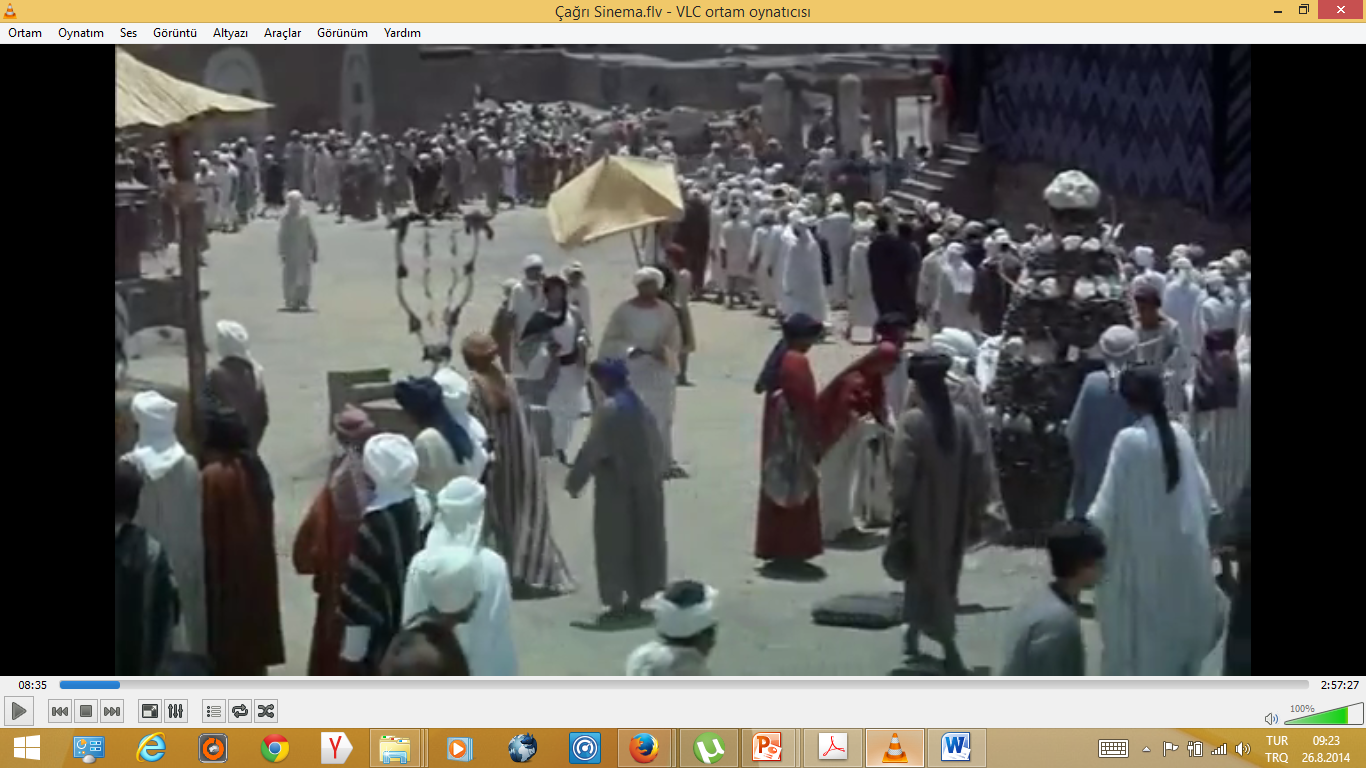 Çağrı Sinema.flv - VLC ortam oynatıcısı
Ortam Oynatım Ses Görüntü Altyazı Araçlar Görünüm Yardım
08:35 2:57:27
100%
TUR 09:23
TRQ 26.8.2014